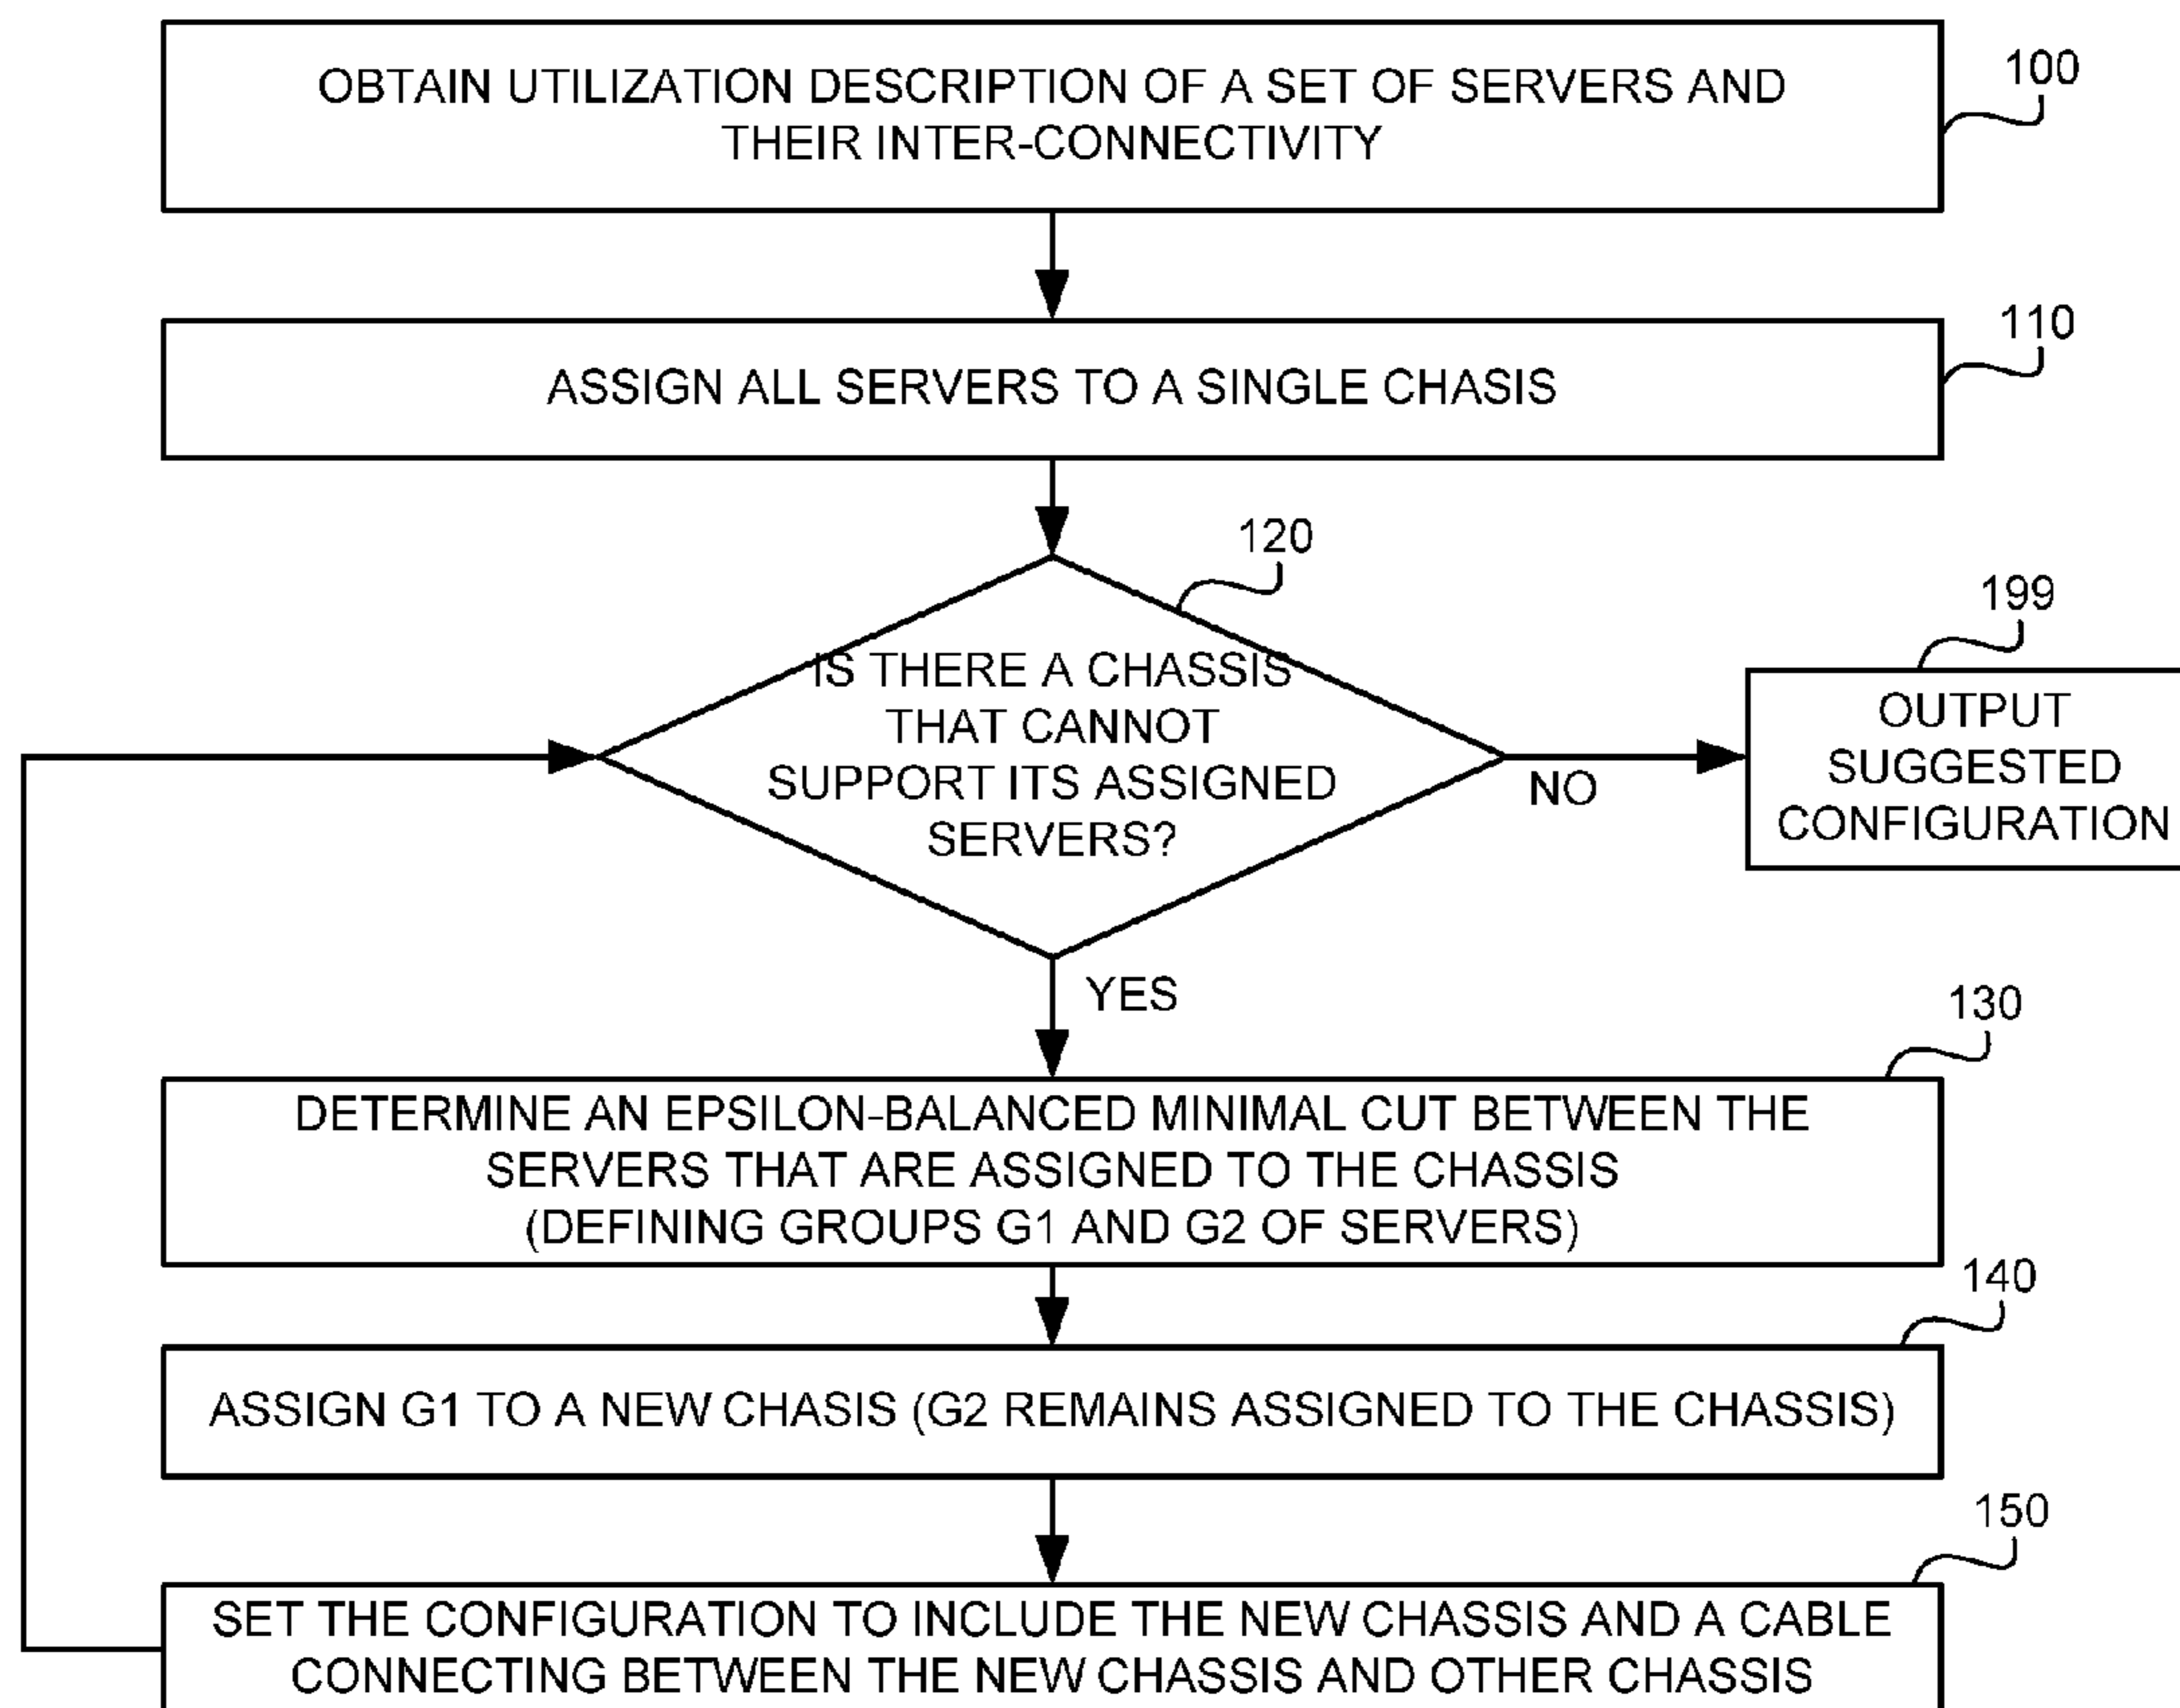 OBTAIN UTILIZATION DESCRIPTION OF A SET OF SERVERS AND
THEIR INTER-CONNECTIVITY
100
ASSIGN ALL SERVERS TO A SINGLE CHASIS
110
120
IS THERE A CHASSIS
THAT CANNOT
SUPPORT ITS ASSIGNED
SERVERS?
NO
199
OUTPUT
SUGGESTED
CONFIGURATION
YES
130
DETERMINE AN EPSILON-BALANCED MINIMAL CUT BETWEEN THE
SERVERS THAT ARE ASSIGNED TO THE CHASSIS
(DEFINING GROUPS G1 AND G2 OF SERVERS)
140
ASSIGN G1 TO A NEW CHASIS (G2 REMAINS ASSIGNED TO THE CHASSIS)
150
SET THE CONFIGURATION TO INCLUDE THE NEW CHASSIS AND A CABLE
CONNECTING BETWEEN THE NEW CHASSIS AND OTHER CHASSIS